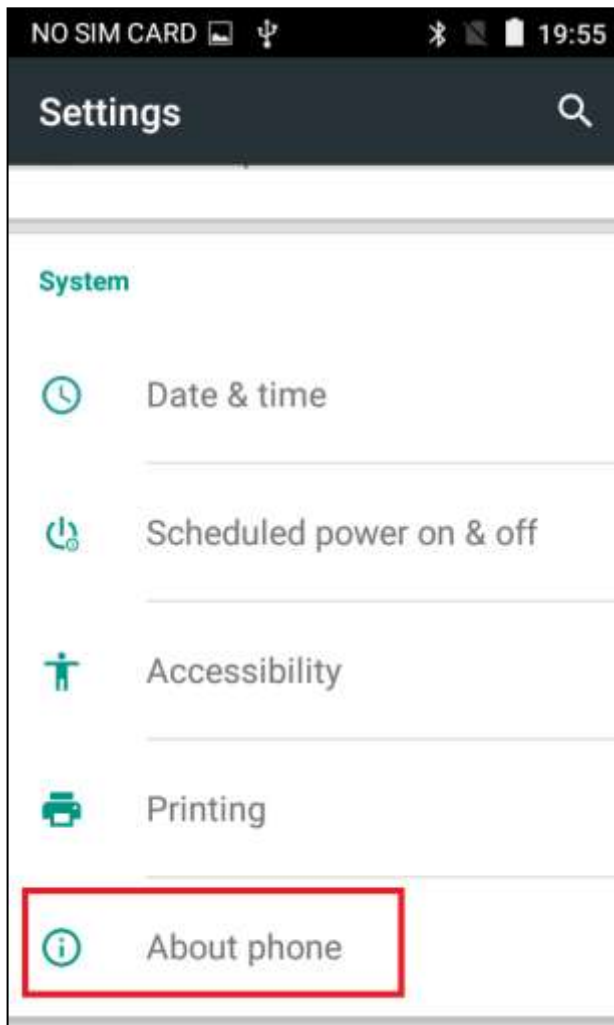 NO SIM CARD 19:55
Settings
System
Date & time
Scheduled power on & off
Accessibility
Printing
About phone